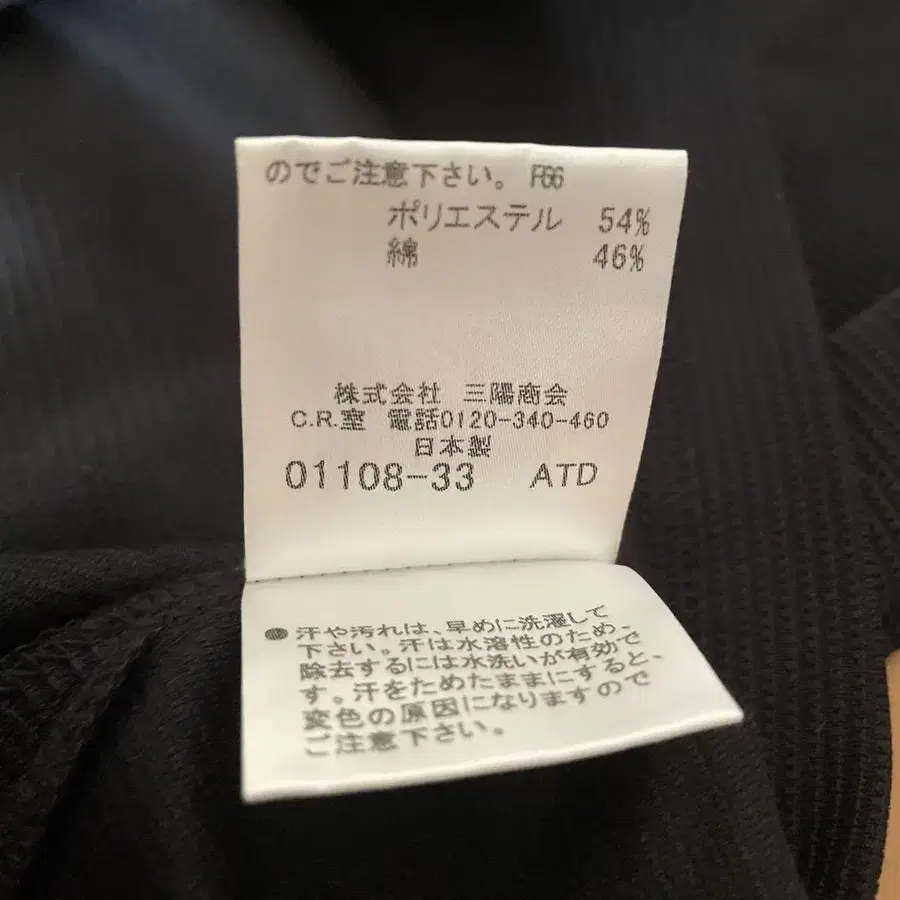 のでご注意下さい。 PG6
ポリエステル 54%
綿 46%
株式会社 三陽商会
C.R.室 電話0120-340-460
日本製
01108-33 ATD
●汗や汚れは、早めに洗濯して
下さい。汗は水溶性のため、
除去するには水洗いが有効で
す。汗をためたままにすると、
変色の原因になりますので
ご注意下さい。